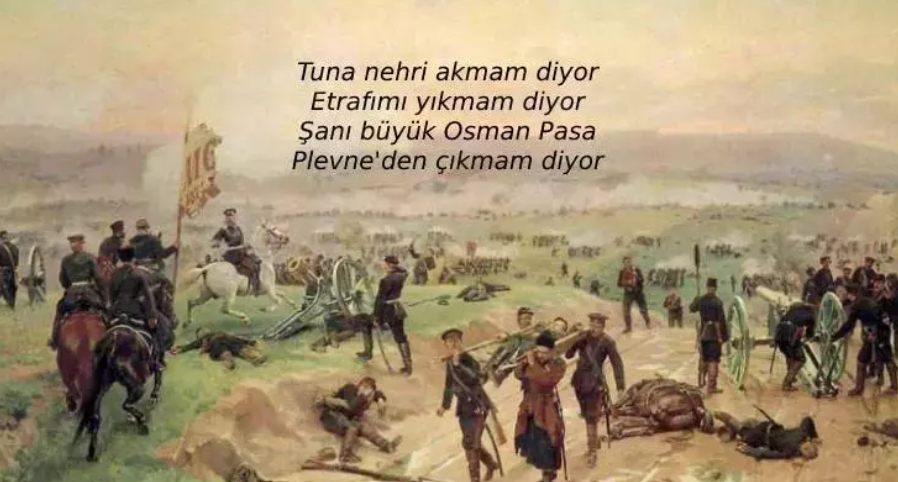 Tuna nehri akmam diyor
Etrafımı yıkmam diyor
Şanı büyük Osman Pasa
Plevne'den çıkmam diyor